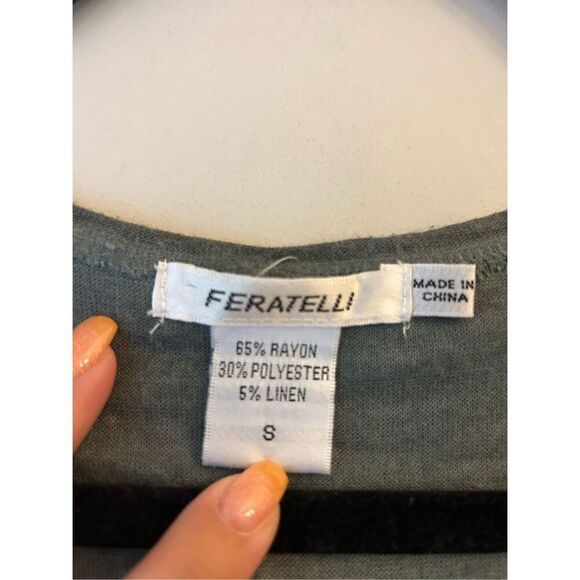 FERATELLI
MADE IN
CHINA
65% RAYON
30% POLYESTER
5% LINEN
S